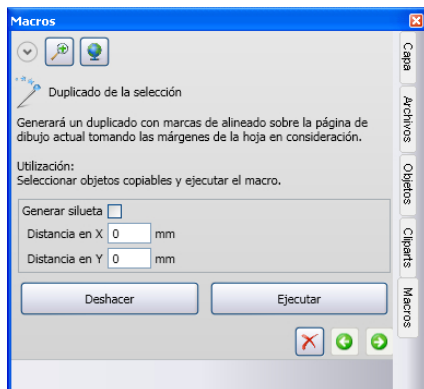 Macros
Duplicado de la selección
Generará un duplicado con marcas de alineado sobre la página de
dibujo actual tomando las márgenes de la hoja en consideración.
Utilización:
Seleccionar objetos copiables y ejecutar el macro.
Generar silueta
Distancia en X 0 mm
Distancia en Y 0 mm
Deshacer Ejecutar
Capa
Archivos
Objetos
Cliparts
Macros